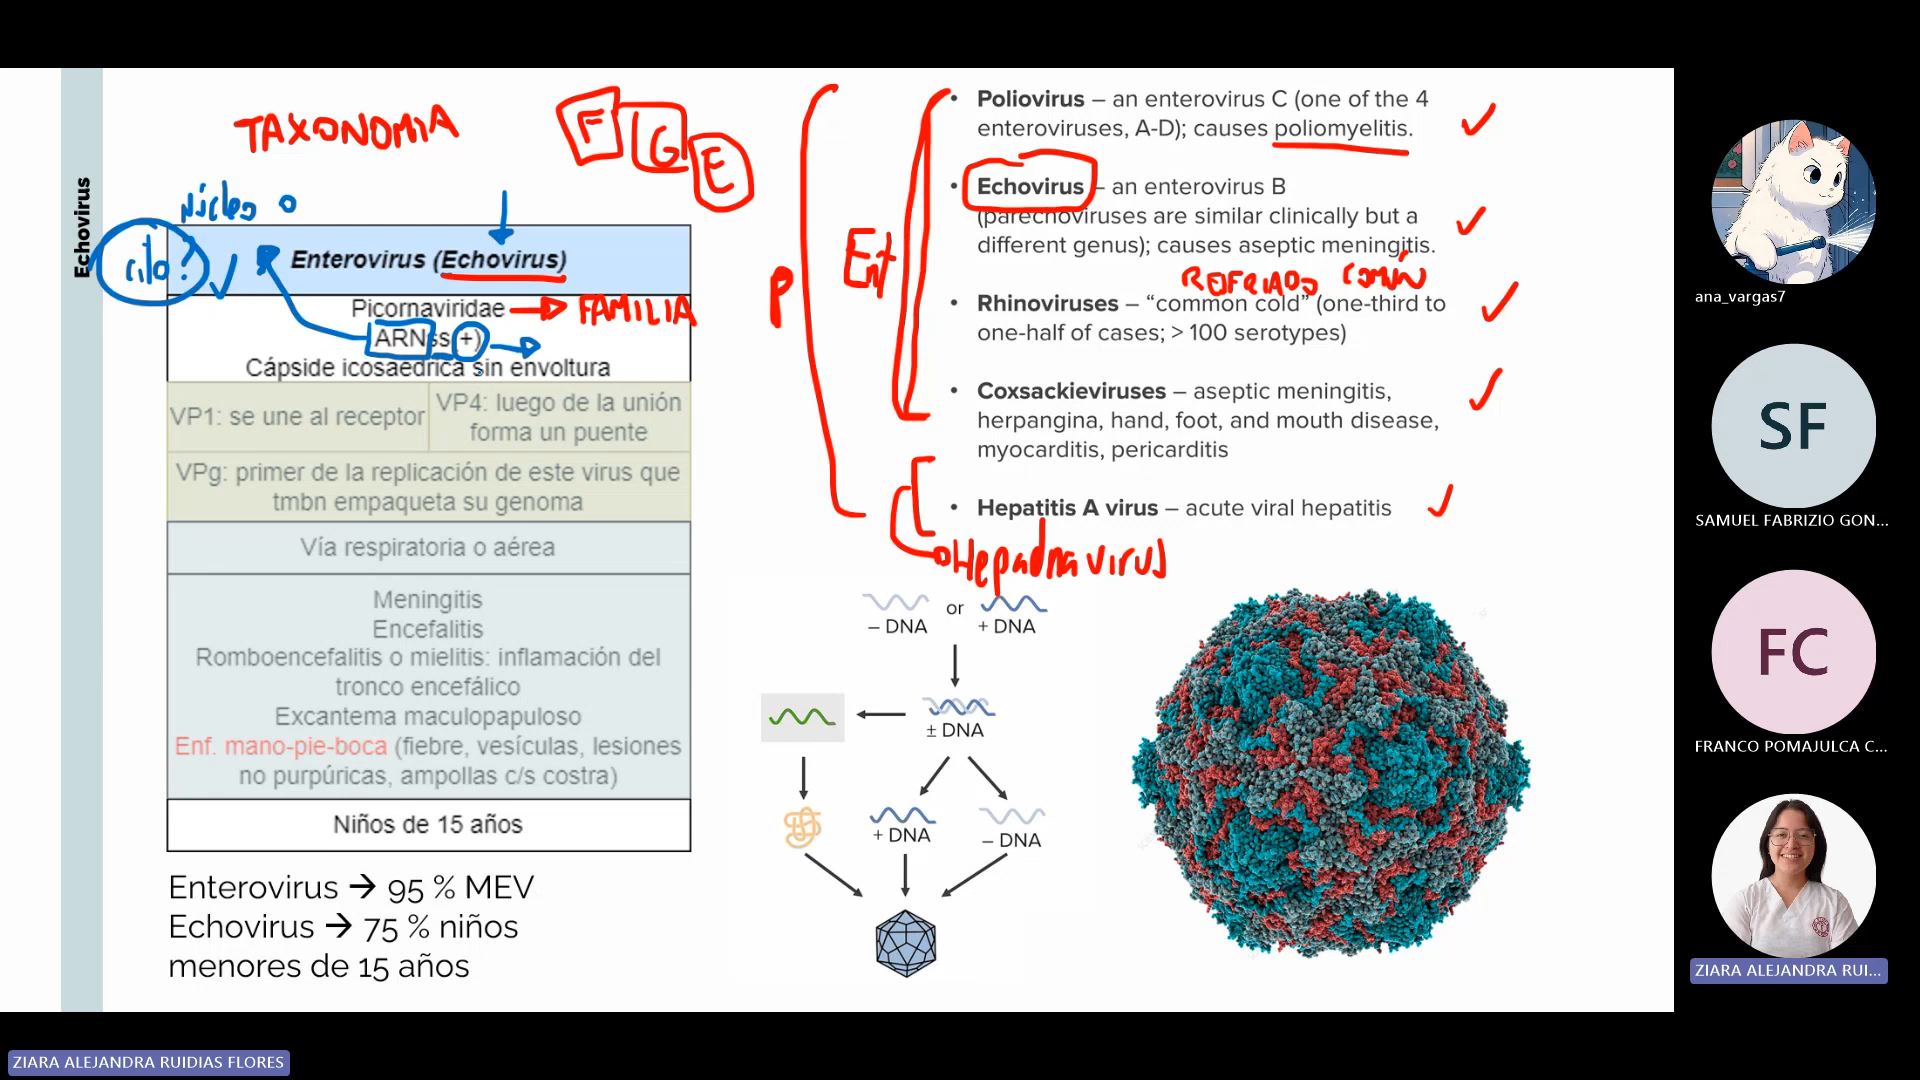 Echovirus
TAXONOMIA
F
G
E
Núcleo o
cito?
Enterovirus (Echovirus)
Picornaviridae
FAMILIA
ARNss (+)
Cápside icosaédrica sin envoltura
VP1: se une al receptor
VP4: luego de la unión
forma un puente
VPg: primer de la replicación de este virus que
tmbn empaqueta su genoma
Vía respiratoria o aérea
Meningitis
Encefalitis
Romboencefalitis o mielitis: inflamación del
tronco encefálico
Excantema maculopapuloso
Enf. mano-pie-boca (fiebre, vesículas, lesiones
no purpúricas, ampollas c/s costra)
Niños de 15 años
Enterovirus → 95 % MEV
Echovirus → 75 % niños
menores de 15 años
P
Ent
• Poliovirus – an enterovirus C (one of the 4
enteroviruses, A-D); causes poliomyelitis.
• Echovirus – an enterovirus B
(parechoviruses are similar clinically but a
different genus); causes aseptic meningitis.
REFRIADO común
• Rhinoviruses – “common cold” (one-third to
one-half of cases; > 100 serotypes)
• Coxsackieviruses – aseptic meningitis,
herpangina, hand, foot, and mouth disease,
myocarditis, pericarditis
• Hepatitis A virus – acute viral hepatitis
Hepadnavirus
– DNA
or
+ DNA
± DNA
+ DNA
– DNA
ana_vargas7
SF
SAMUEL FABRIZIO GON...
FC
FRANCO POMAJULCA C...
ZIARA ALEJANDRA RUI...
ZIARA ALEJANDRA RUIDIAS FLORES